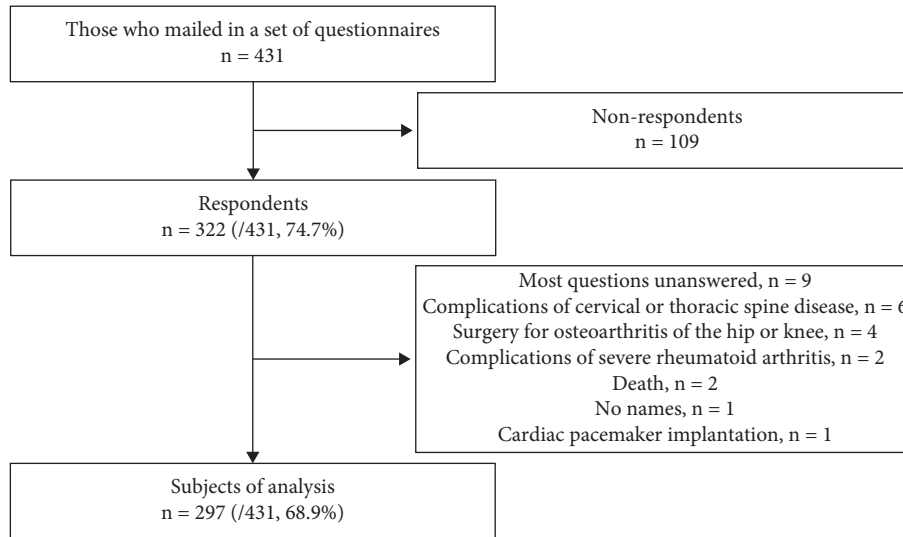 Those who mailed in a set of questionnaires
n = 431
Non-respondents
n = 109
Respondents
n = 322 (/431, 74.7%)
Most questions unanswered, n = 9
Complications of cervical or thoracic spine disease, n = 6
Surgery for osteoarthritis of the hip or knee, n = 4
Complications of severe rheumatoid arthritis, n = 2
Death, n = 2
No names, n = 1
Cardiac pacemaker implantation, n = 1
Subjects of analysis
n = 297 (/431, 68.9%)